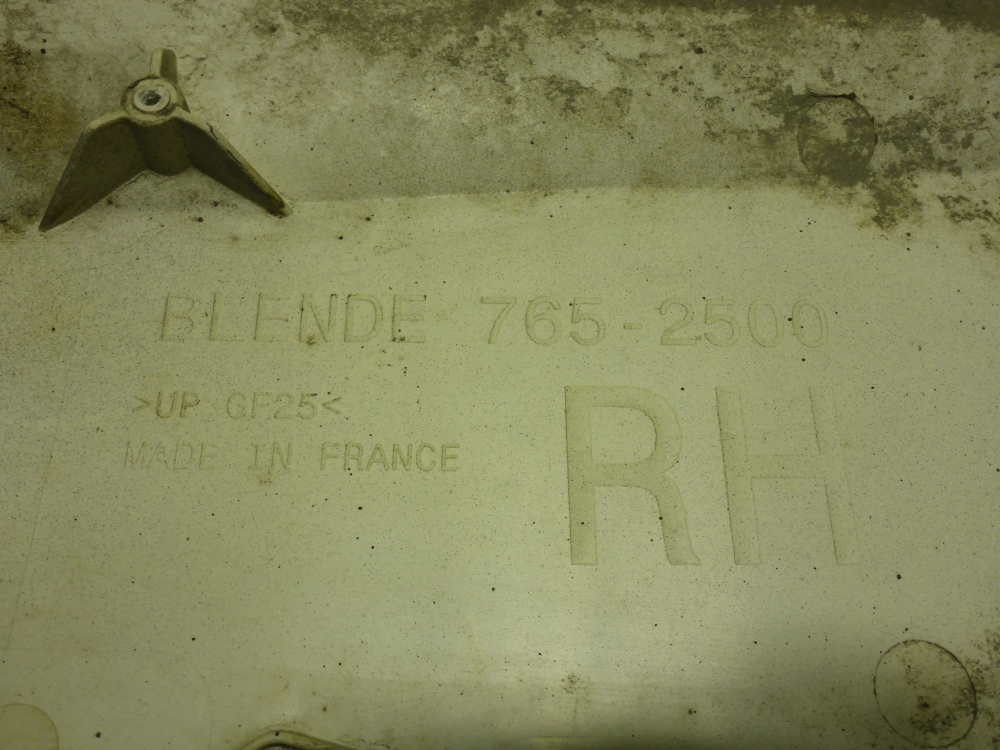 BLENDE 765-2500
>UP GF25<
MADE IN FRANCE
RH